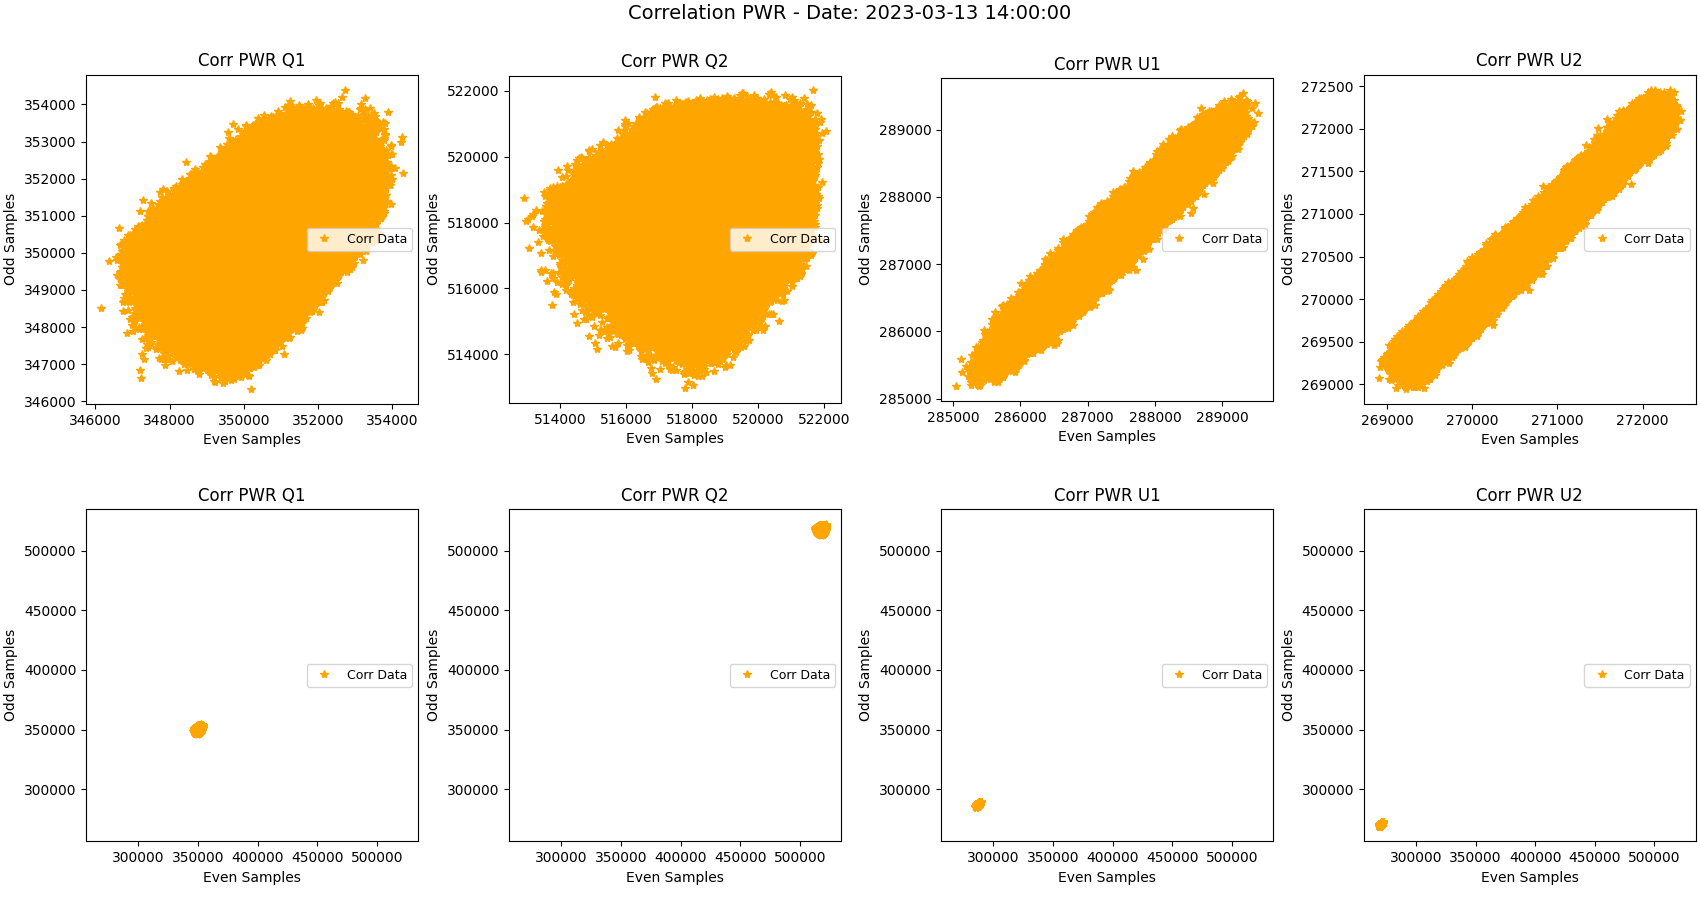 Correlation PWR - Date: 2023-03-13 14:00:00
Corr PWR Q1
Corr PWR Q2
Corr PWR U1
Corr PWR U2
354000
353000
352000
351000
350000
349000
348000
347000
346000
Odd Samples
Corr Data
346000 348000 350000 352000 354000
Even Samples
522000
520000
518000
516000
514000
Odd Samples
Corr Data
514000 516000 518000 520000 522000
Even Samples
289000
288000
287000
286000
285000
Odd Samples
Corr Data
285000 286000 287000 288000 289000
Even Samples
272500
272000
271500
271000
270500
270000
269500
269000
Odd Samples
Corr Data
269000 270000 271000 272000
Even Samples
Corr PWR Q1
Corr PWR Q2
Corr PWR U1
Corr PWR U2
500000
450000
400000
350000
300000
Odd Samples
Corr Data
300000 350000 400000 450000 500000
Even Samples
500000
450000
400000
350000
300000
Odd Samples
Corr Data
300000 350000 400000 450000 500000
Even Samples
500000
450000
400000
350000
300000
Odd Samples
Corr Data
300000 350000 400000 450000 500000
Even Samples
500000
450000
400000
350000
300000
Odd Samples
Corr Data
300000 350000 400000 450000 500000
Even Samples